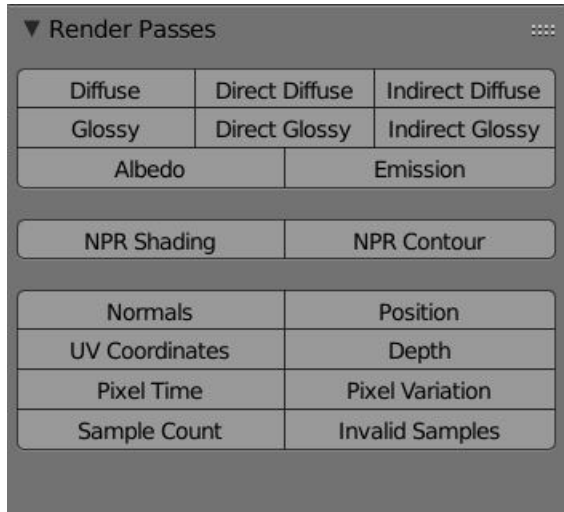 Render Passes
Diffuse Direct Diffuse Indirect Diffuse
Glossy Direct Glossy Indirect Glossy
Albedo Emission
NPR Shading NPR Contour
Normals Position
UV Coordinates Depth
Pixel Time Pixel Variation
Sample Count Invalid Samples